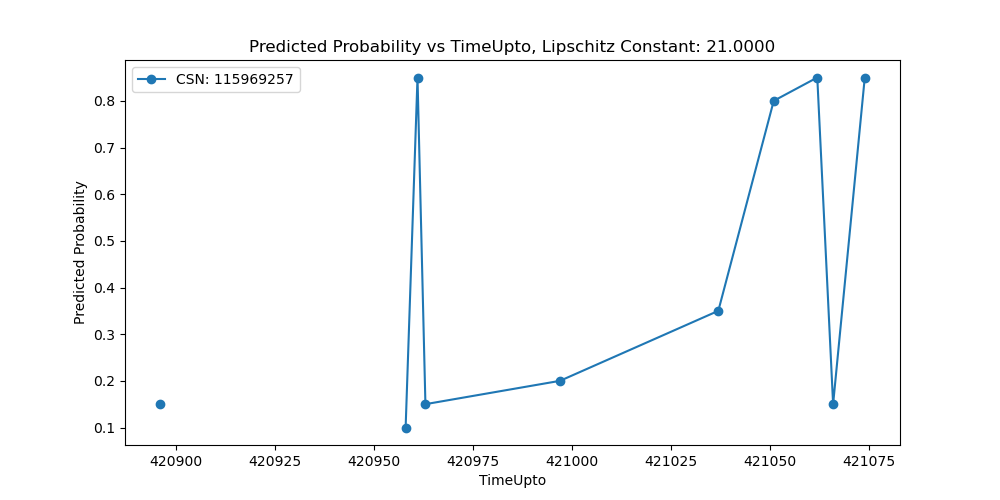 Predicted Probability vs TimeUpto, Lipschitz Constant: 21.0000
CSN: 115969257
Predicted Probability
0.8
0.7
0.6
0.5
0.4
0.3
0.2
0.1
420900 420925 420950 420975 421000 421025 421050 421075
TimeUpto